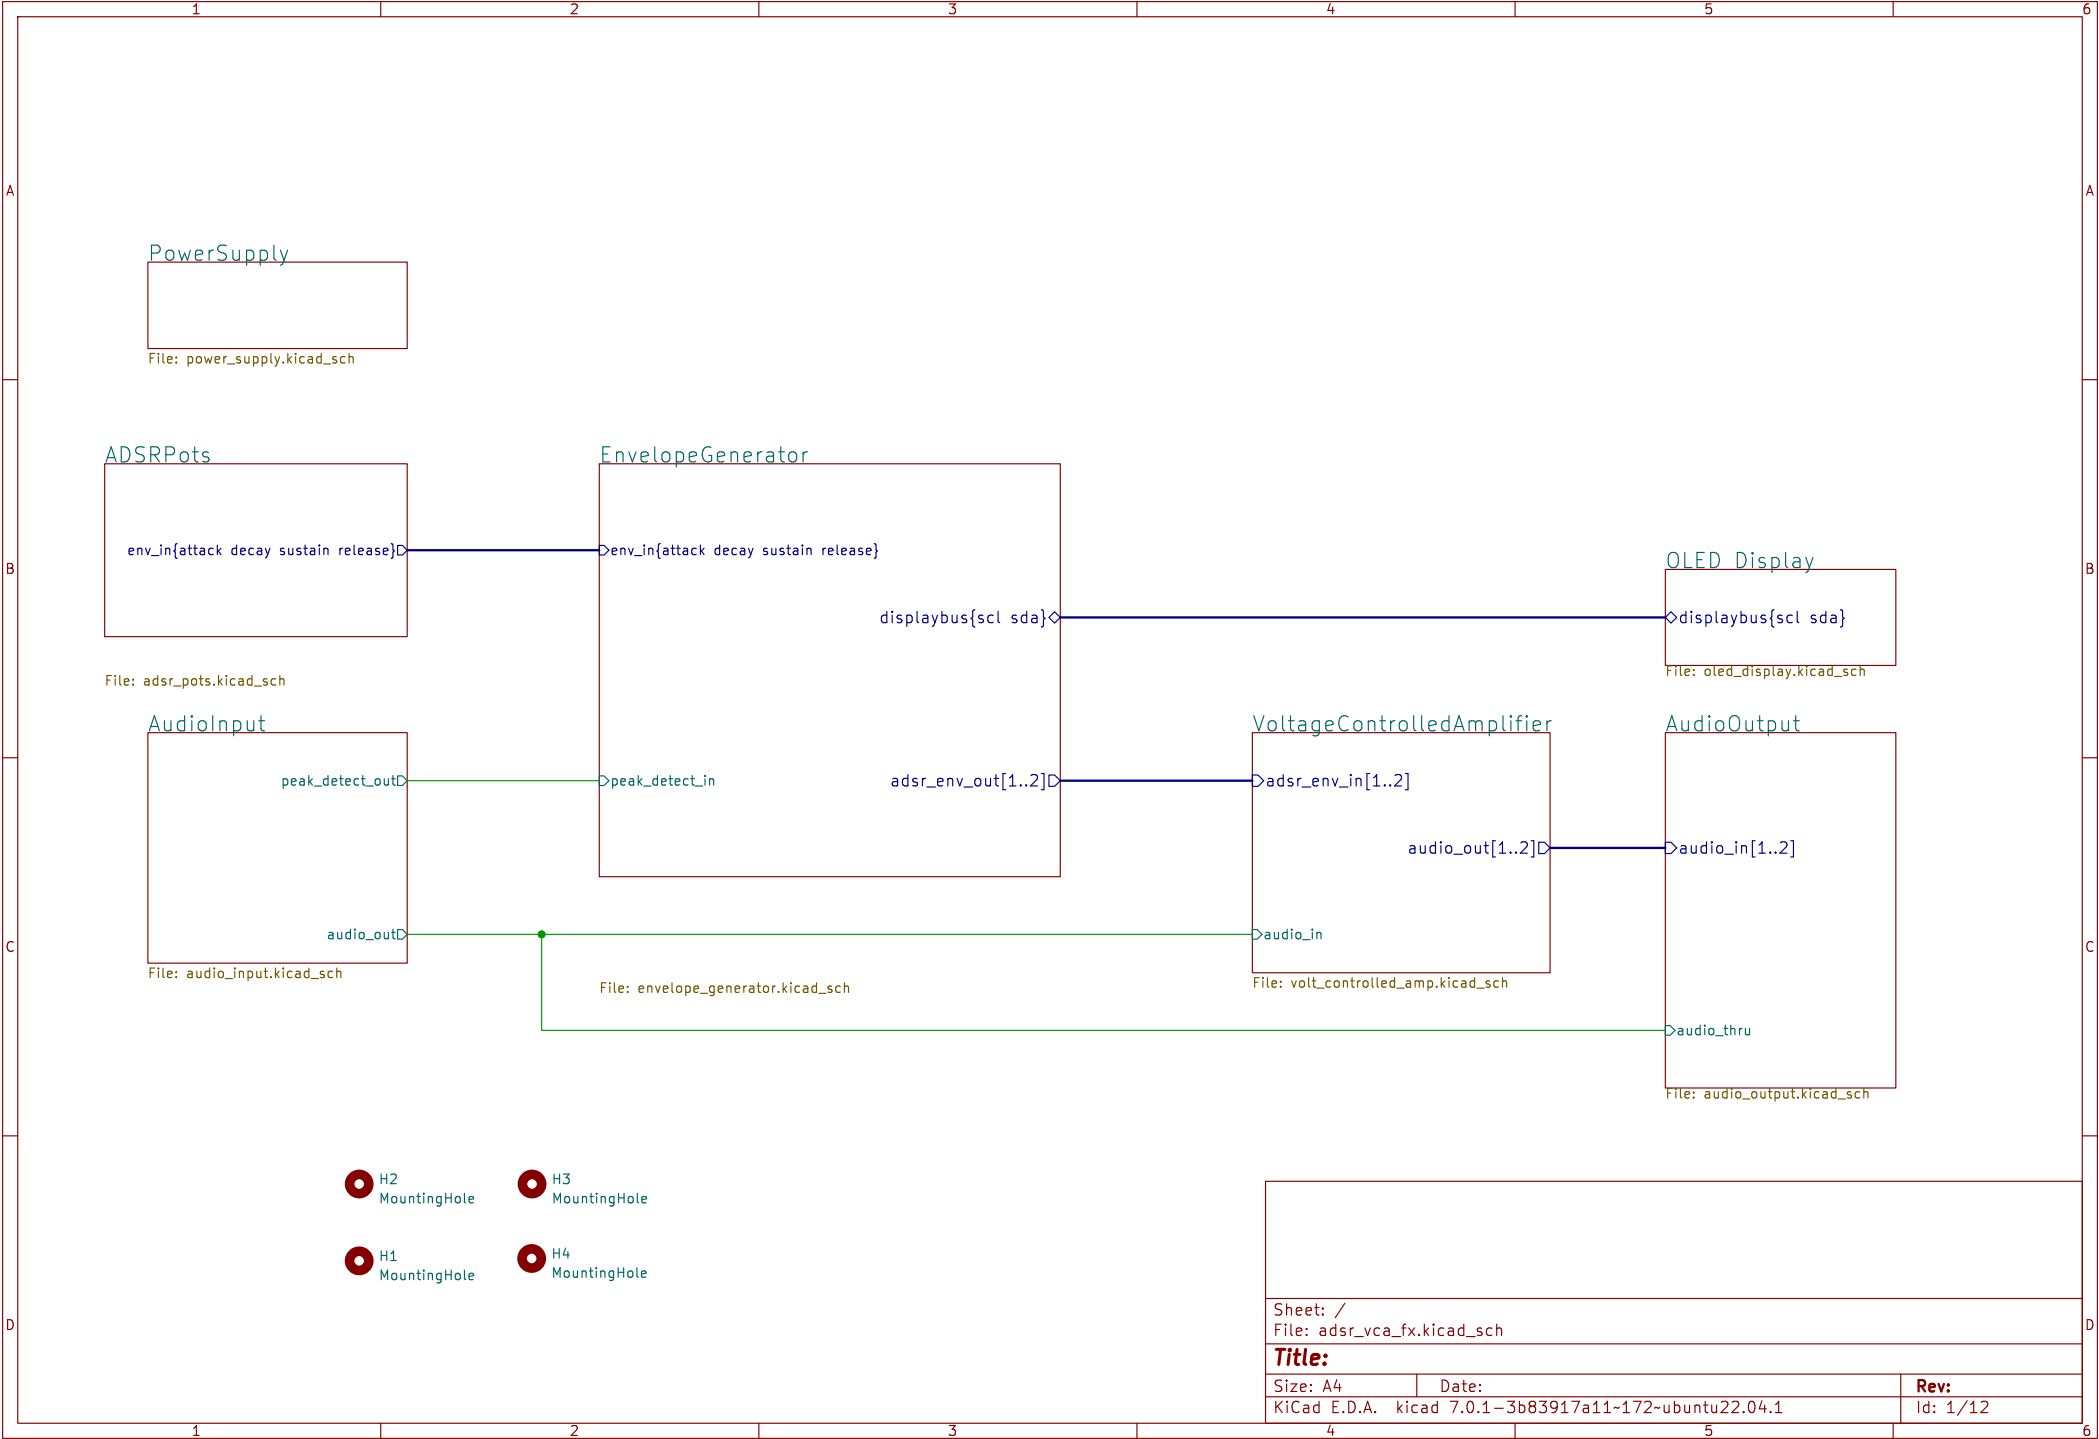 1 2 3 4 5 6
A A
PowerSupply
File: power_supply.kicad_sch
ADSRPots
env_in{attack decay sustain release}
File: adsr_pots.kicad_sch
EnvelopeGenerator
env_in{attack decay sustain release}
displaybus{scl sda}
peak_detect_in
adsr_env_out[1..2]
File: envelope_generator.kicad_sch
OLED Display
displaybus{scl sda}
File: oled_display.kicad_sch
B B
AudioInput
peak_detect_out
audio_out
File: audio_input.kicad_sch
VoltageControlledAmplifier
adsr_env_in[1..2]
audio_out[1..2]
audio_in
File: volt_controlled_amp.kicad_sch
AudioOutput
audio_in[1..2]
audio_thru
File: audio_output.kicad_sch
C C
H2
MountingHole
H3
MountingHole
H1
MountingHole
H4
MountingHole
D D
Sheet: /
File: adsr_vca_fx.kicad_sch
Title:
Size: A4 Date: Rev:
KiCad E.D.A. kicad 7.0.1-3b83917a11~172~ubuntu22.04.1 Id: 1/12
1 2 3 4 5 6